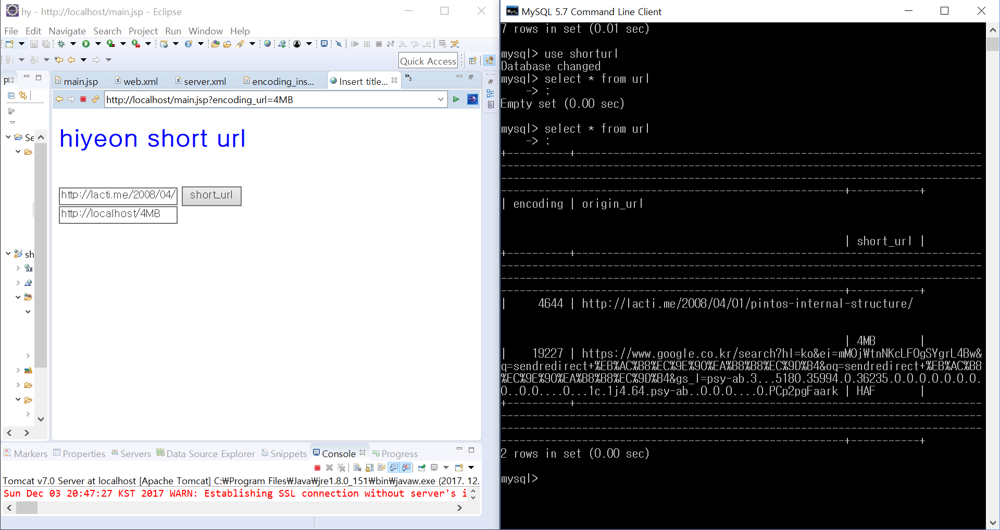 hy - http://localhost/main.jsp - Eclipse
File Edit Navigate Search Project Run Window Help
Quick Access
main.jsp web.xml server.xml encoding_ins... Insert title... »3
http://localhost/main.jsp?encoding_url=4MB
hiyeon short url
http://lacti.me/2008/04/ short_url
http://localhost/4MB
P
Se
sh
Markers Properties Servers Data Source Explorer Snippets Console Progress
Tomcat v7.0 Server at localhost [Apache Tomcat] C:₩Program Files₩Java₩jre1.8.0_151₩bin₩javaw.exe (2017. 12.
Sun Dec 03 20:47:27 KST 2017 WARN: Establishing SSL connection without server's i
MySQL 5.7 Command Line Client
7 rows in set (0.01 sec)
mysql> use shorturl
Database changed
mysql> select * from url
-> ;
Empty set (0.00 sec)
mysql> select * from url
-> ;
| encoding | origin_url
| short_url |
| 4644 | http://lacti.me/2008/04/01/pintos-internal-structure/
| 4MB |
| 19227 | https://www.google.co.kr/search?hl=ko&ei=mMOjWtnNKcLF0gSYgrL4Bw&
q=sendredirect+%EB%AC%B8%EC%9E%90%EA%B8%B8%EC%9D%B4&oq=sendredirect+%EB%AC%B8
%EC%9E%90%EA%B8%B8%EC%9D%B4&gs_l=psy-ab.3...5180.35994.0.36235.0.0.0.0.0.0.0.
0..0.0....0...1c.1j4.64.psy-ab..0.0.0....0.PCp2pgFaark | HAF |
2 rows in set (0.00 sec)
mysql>